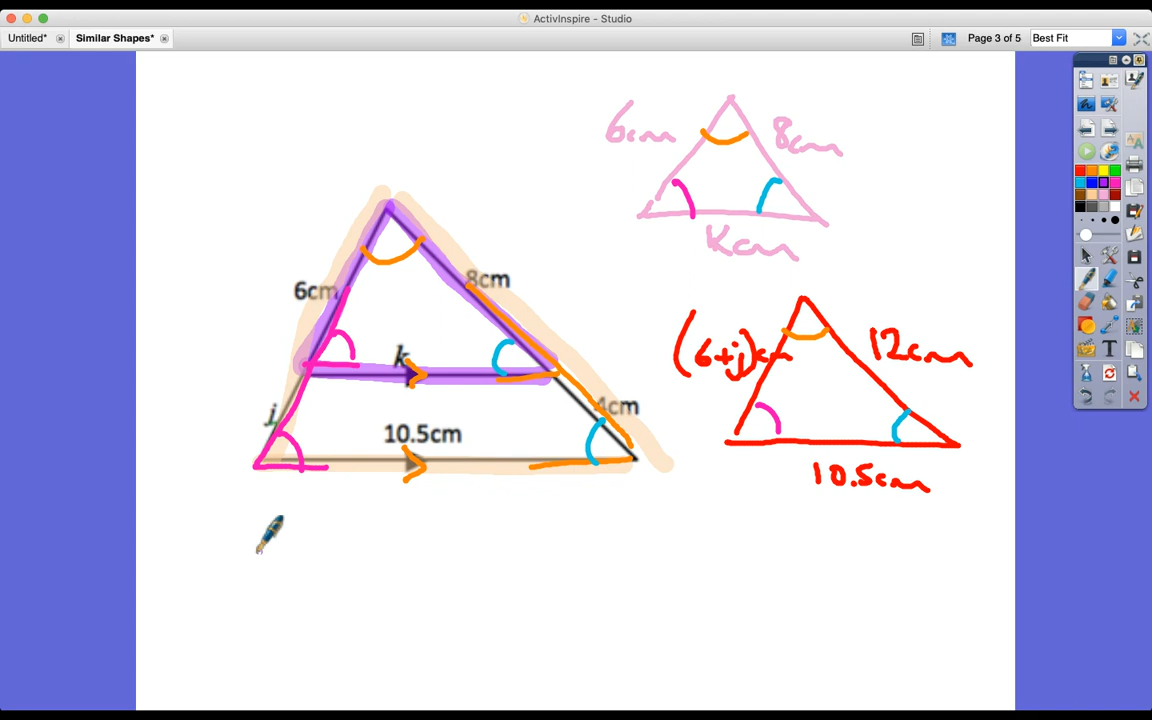 ActivInspire - Studio
Untitled* Similar Shapes* Page 3 of 5 Best Fit
6cm 8cm
kcm
6cm 8cm
k
(6+j)cm 12cm
j 4cm
10.5cm
10.5cm